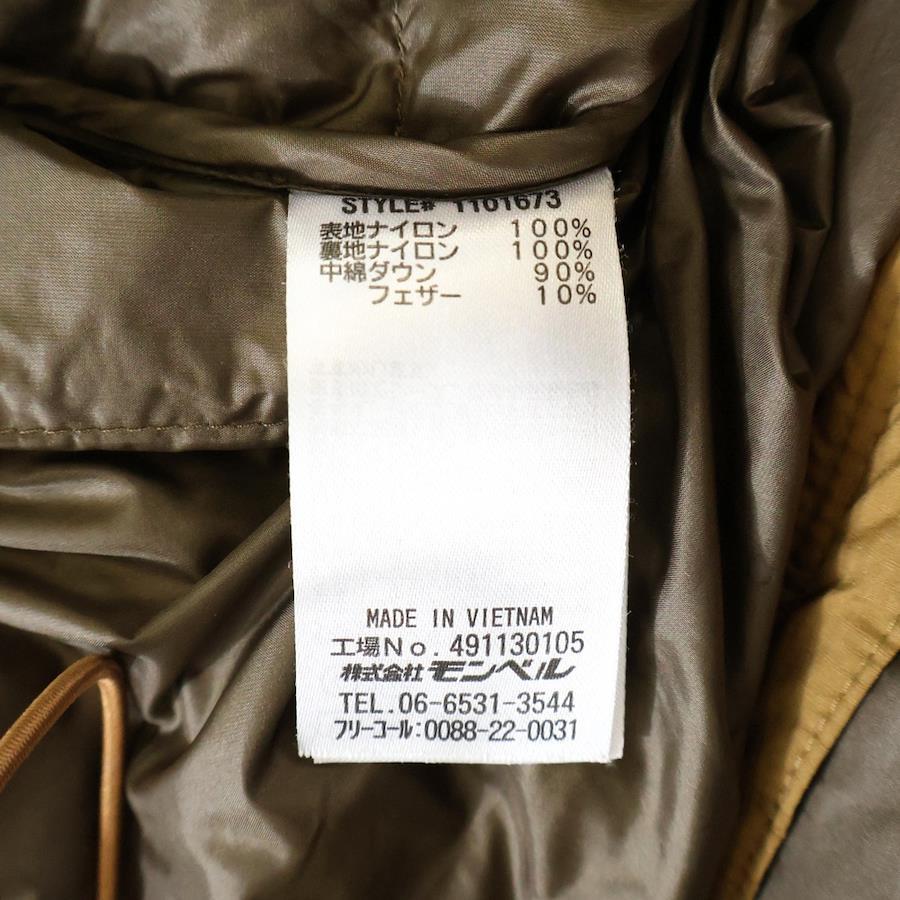 STYLE# 1101673
表地ナイロン 100%
裏地ナイロン 100%
中綿ダウン 90%
フェザー 10%
MADE IN VIETNAM
工場No. 491130105
株式会社モンベル
TEL. 06-6531-3544
フリーコール:0088-22-0031